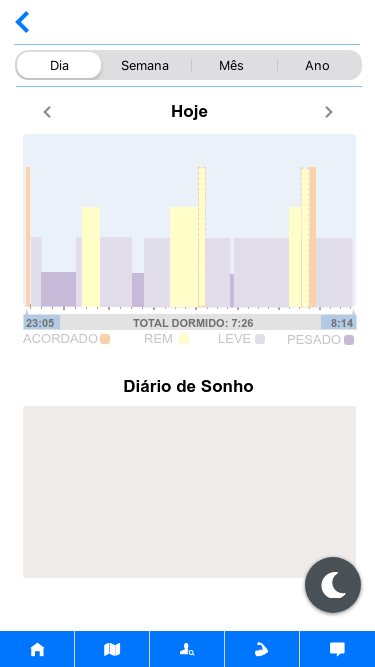 Dia Semana Mês Ano
Hoje
23:05 TOTAL DORMIDO: 7:26 8:14
ACORDADO REM LEVE PESADO
Diário de Sonho